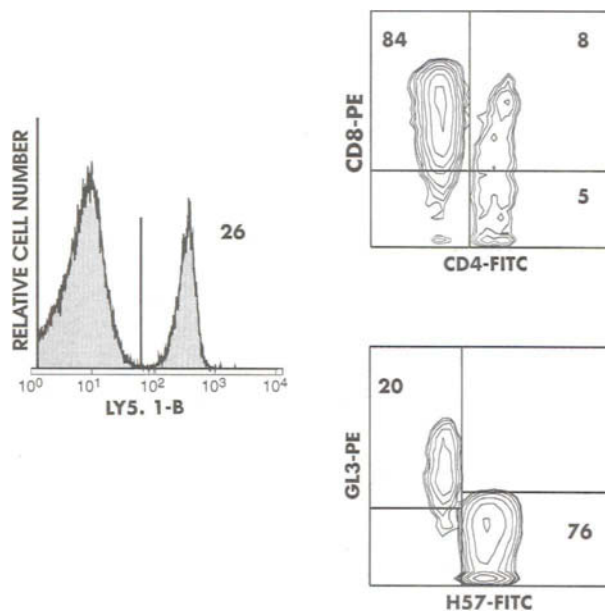 RELATIVE CELL NUMBER
26
10⁰ 10¹ 10² 10³ 10⁴
LY5. 1-B
84 8
CD8-PE
5
CD4-FITC
20
GL3-PE
76
H57-FITC